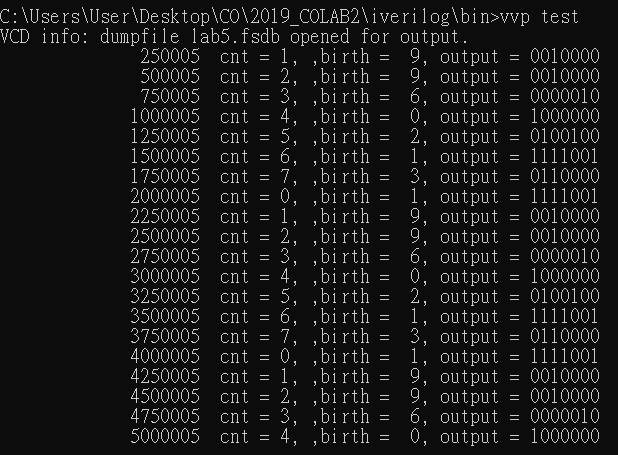 C:\Users\User\Desktop\CO\2019_COLAB2\iverilog\bin>vvp test
VCD info: dumpfile lab5.fsdb opened for output.
250005  cnt = 1, ,birth =  9, output = 0010000
500005  cnt = 2, ,birth =  9, output = 0010000
750005  cnt = 3, ,birth =  6, output = 0000010
1000005  cnt = 4, ,birth =  0, output = 1000000
1250005  cnt = 5, ,birth =  2, output = 0100100
1500005  cnt = 6, ,birth =  1, output = 1111001
1750005  cnt = 7, ,birth =  3, output = 0110000
2000005  cnt = 0, ,birth =  1, output = 1111001
2250005  cnt = 1, ,birth =  9, output = 0010000
2500005  cnt = 2, ,birth =  9, output = 0010000
2750005  cnt = 3, ,birth =  6, output = 0000010
3000005  cnt = 4, ,birth =  0, output = 1000000
3250005  cnt = 5, ,birth =  2, output = 0100100
3500005  cnt = 6, ,birth =  1, output = 1111001
3750005  cnt = 7, ,birth =  3, output = 0110000
4000005  cnt = 0, ,birth =  1, output = 1111001
4250005  cnt = 1, ,birth =  9, output = 0010000
4500005  cnt = 2, ,birth =  9, output = 0010000
4750005  cnt = 3, ,birth =  6, output = 0000010
5000005  cnt = 4, ,birth =  0, output = 1000000